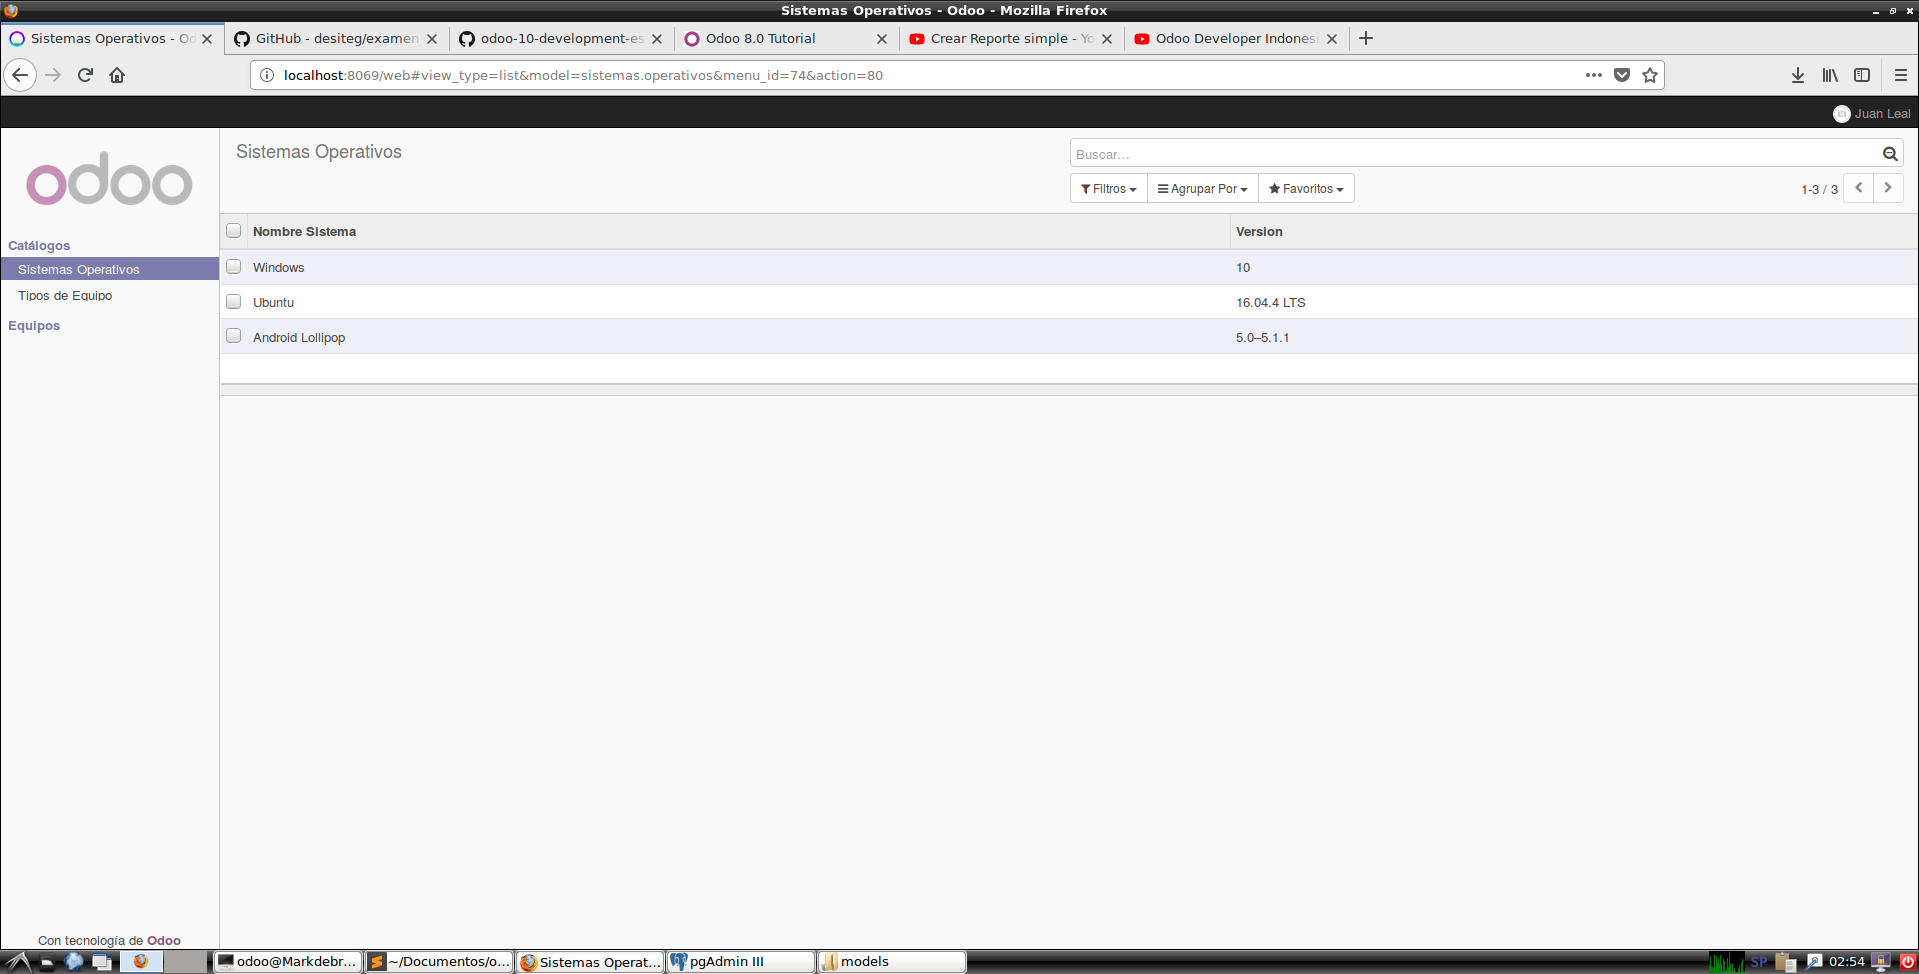 Sistemas Operativos - Odoo - Mozilla Firefox
Sistemas Operativos - Od
GitHub - desiteg/examen
odoo-10-development-es
Odoo 8.0 Tutorial
Crear Reporte simple - Yo
Odoo Developer Indones
localhost:8069/web#view_type=list&model=sistemas.operativos&menu_id=74&action=80
Juan Leal
odoo
Sistemas Operativos
Buscar...
Filtros
Agrupar Por
Favoritos
1-3 / 3
Catálogos
Sistemas Operativos
Tipos de Equipo
Equipos
Nombre Sistema Version
Windows 10
Ubuntu 16.04.4 LTS
Android Lollipop 5.0–5.1.1
Con tecnología de Odoo
odoo@Markdebr...
~/Documentos/o...
Sistemas Operat...
pgAdmin III
models
SP
02:54